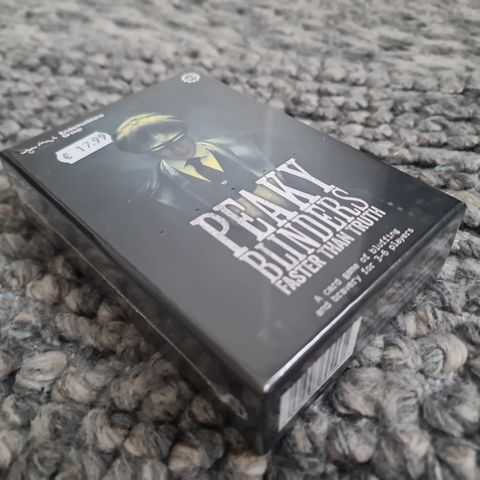 € 17.99
PEAKY
BLINDERS
FASTER THAN TRUTH
A card game of bluffing
and bravery for 3-6 players